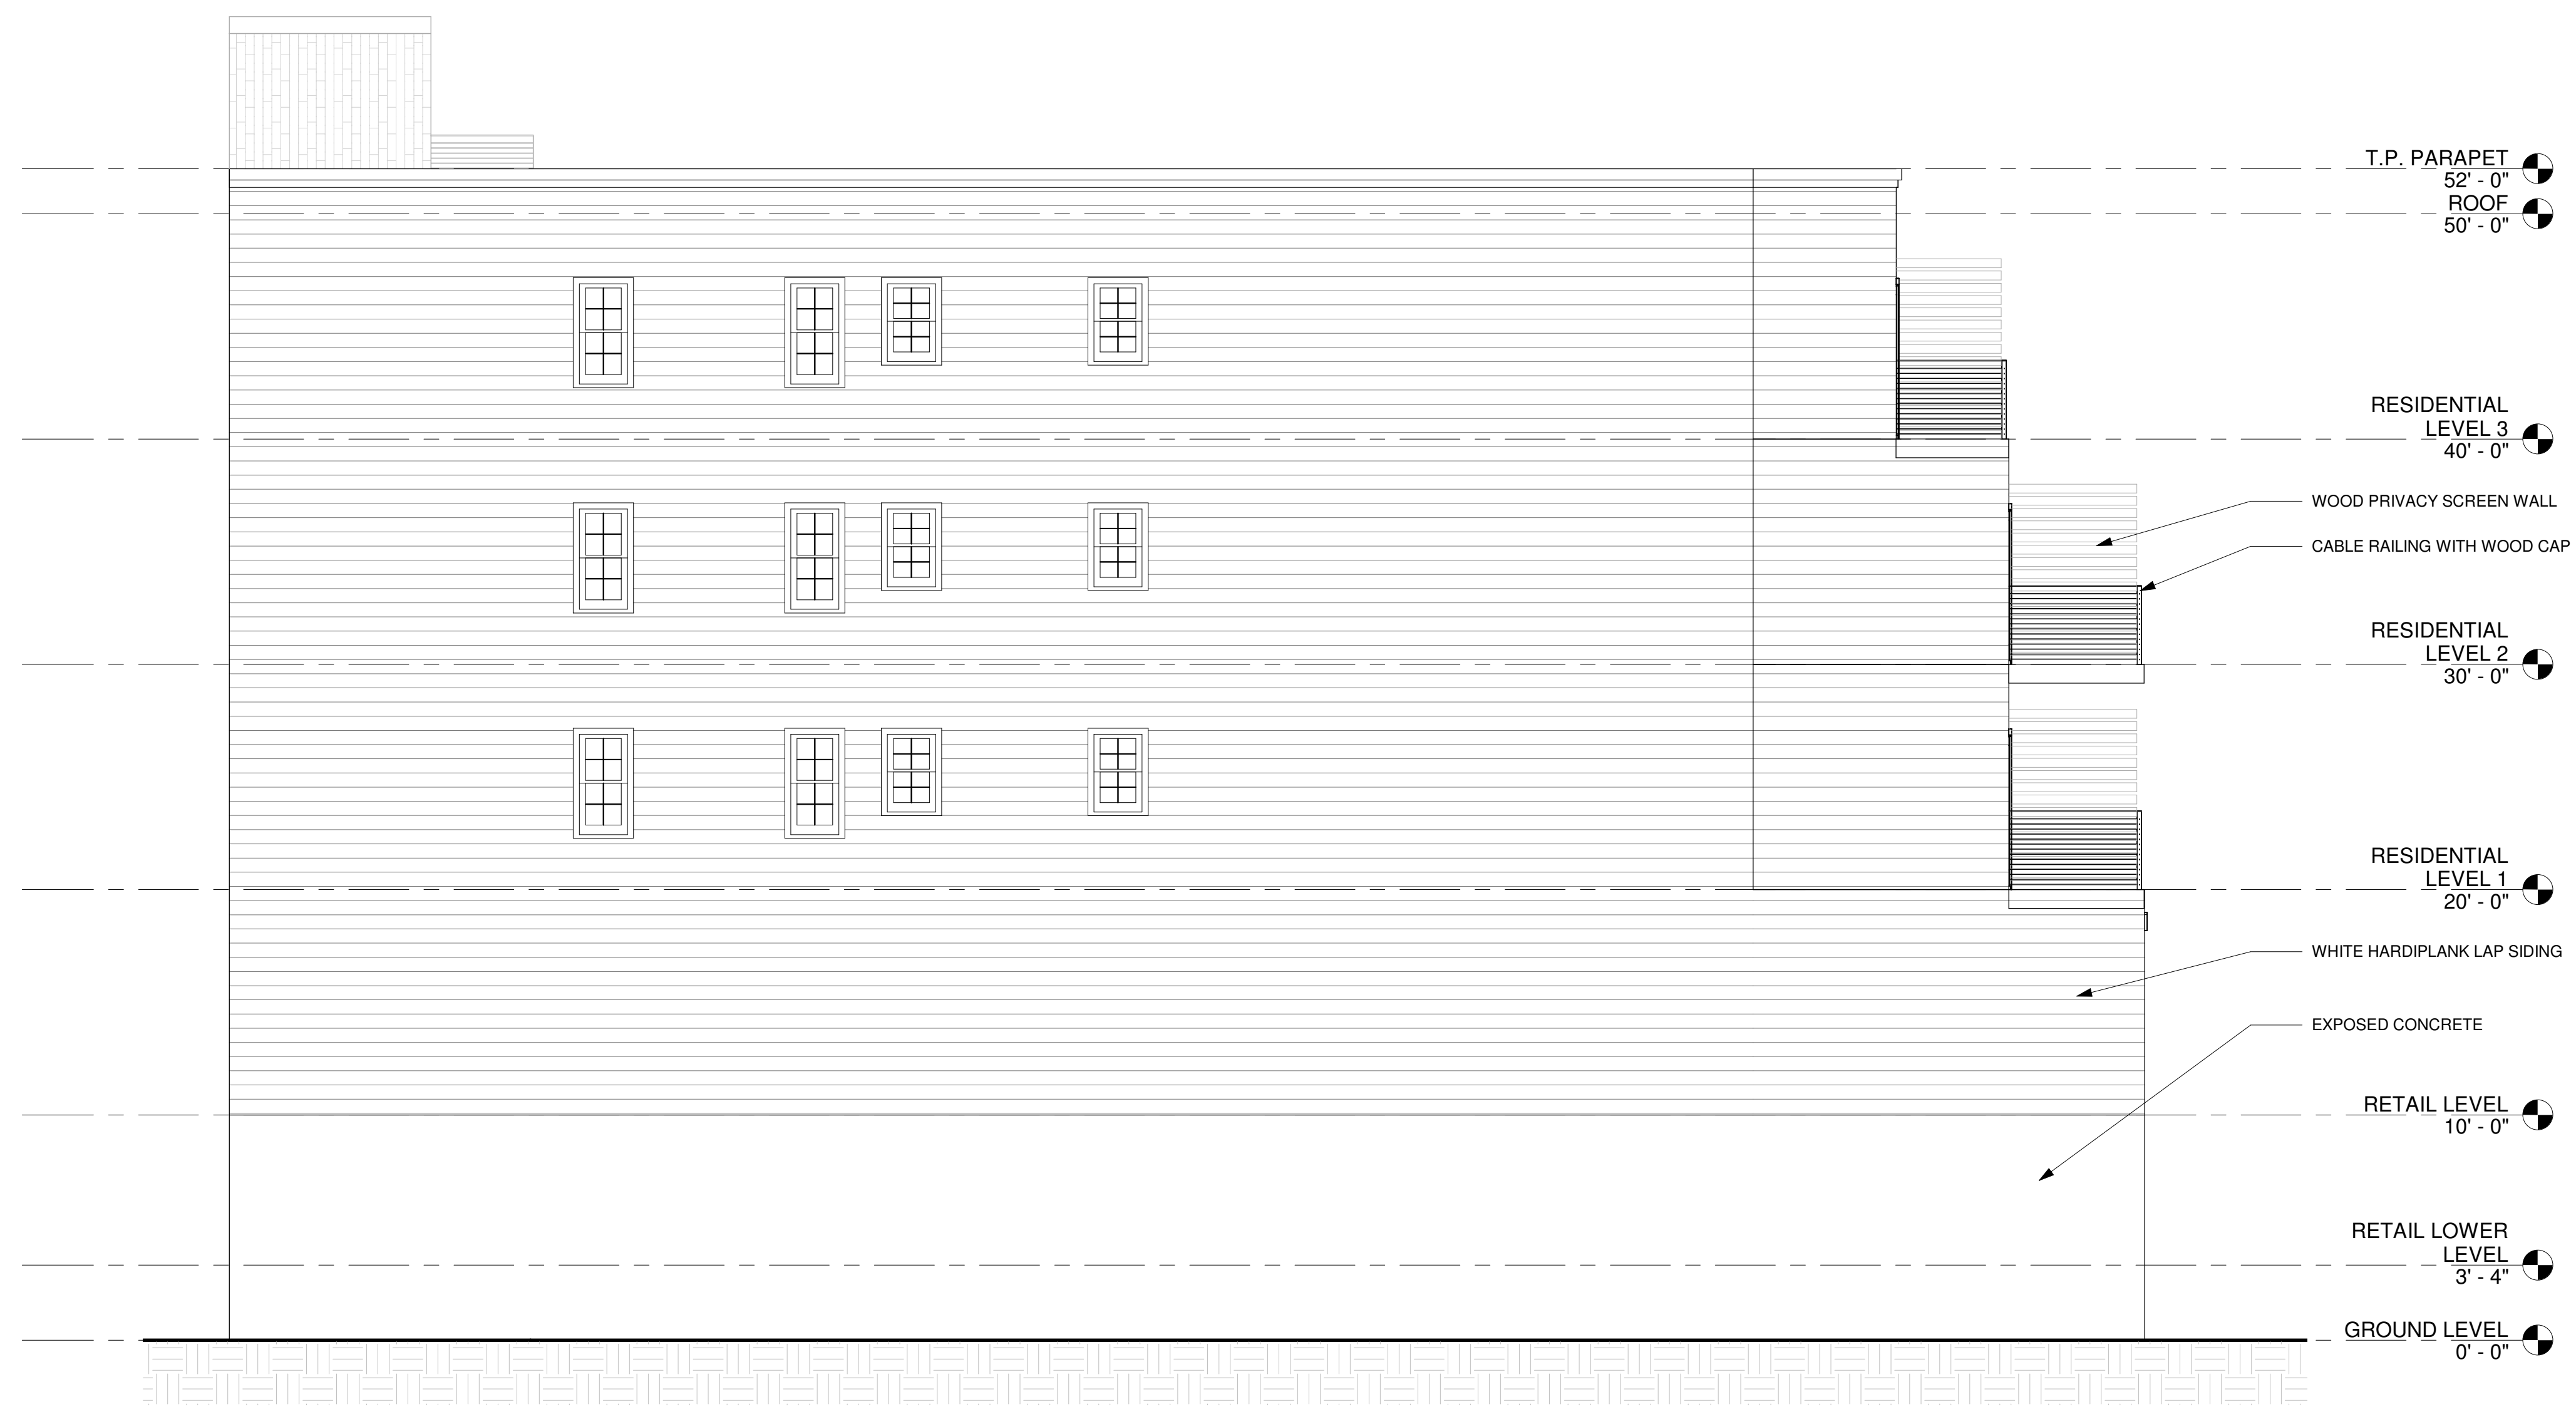 T.P. PARAPET
52' - 0"
ROOF
50' - 0"
RESIDENTIAL
LEVEL 3
40' - 0"
WOOD PRIVACY SCREEN WALL
CABLE RAILING WITH WOOD CAP
RESIDENTIAL
LEVEL 2
30' - 0"
RESIDENTIAL
LEVEL 1
20' - 0"
WHITE HARDIPLANK LAP SIDING
EXPOSED CONCRETE
RETAIL LEVEL
10' - 0"
RETAIL LOWER
LEVEL
3' - 4"
GROUND LEVEL
0' - 0"